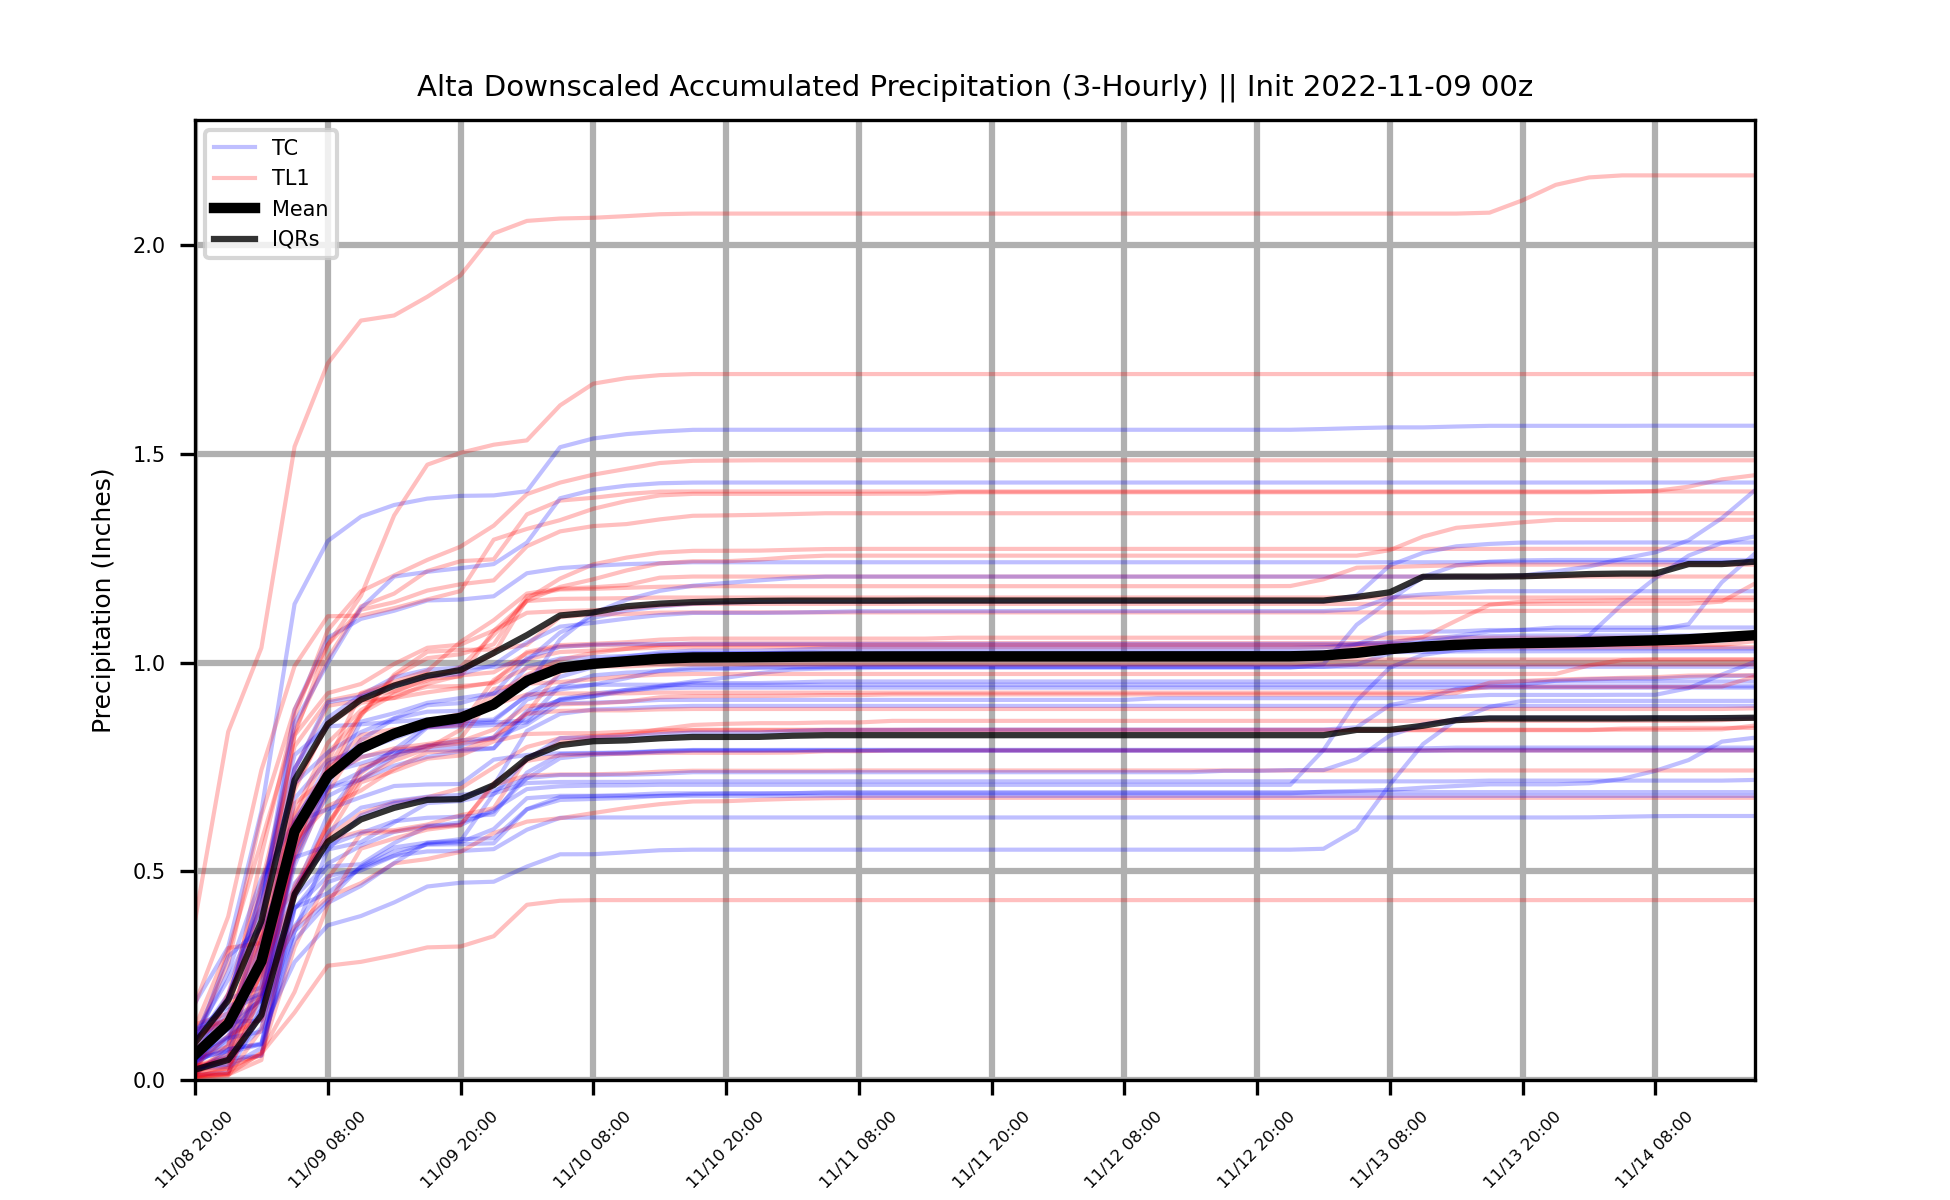 Alta Downscaled Accumulated Precipitation (3-Hourly) || Init 2022-11-09 00z
TC
TL1
Mean
IQRs
Precipitation (Inches)
2.0
1.5
1.0
0.5
0.0
11/08 20:00
11/09 08:00
11/09 20:00
11/10 08:00
11/10 20:00
11/11 08:00
11/11 20:00
11/12 08:00
11/12 20:00
11/13 08:00
11/13 20:00
11/14 08:00